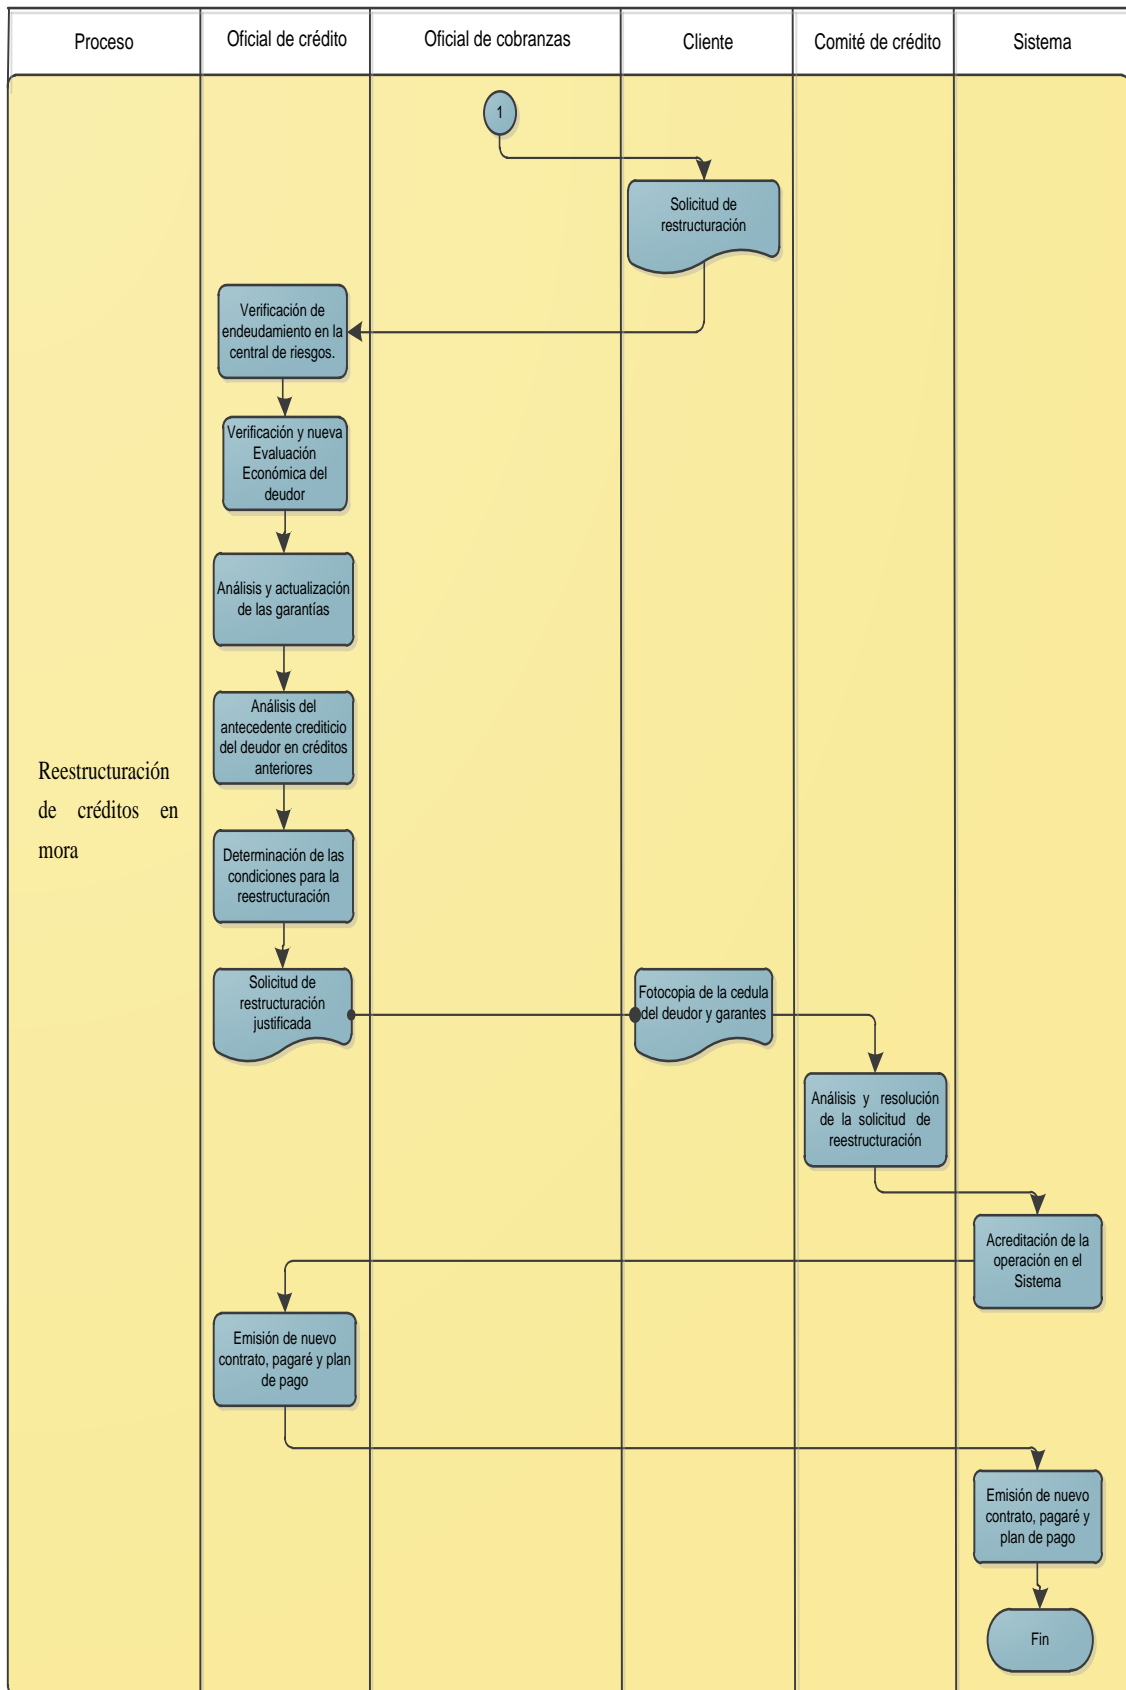 Proceso
Oficial de crédito
Oficial de cobranzas
Cliente
Comité de crédito
Sistema
1
Solicitud de
restructuración
Verificación de
endeudamiento en la
central de riesgos.
Verificación y nueva
Evaluación
Económica del
deudor
Análisis y actualización
de las garantías
Análisis del
antecedente crediticio
del deudor en créditos
anteriores
Reestructuración
de créditos en
mora
Determinación de las
condiciones para la
reestructuración
Solicitud de
restructuración
justificada
Fotocopia de la cedula
del deudor y garantes
Análisis y resolución
de la solicitud de
reestructuración
Acreditación de la
operación en el
Sistema
Emisión de nuevo
contrato, pagaré y plan
de pago
Emisión de nuevo
contrato, pagaré y
plan de pago
Fin